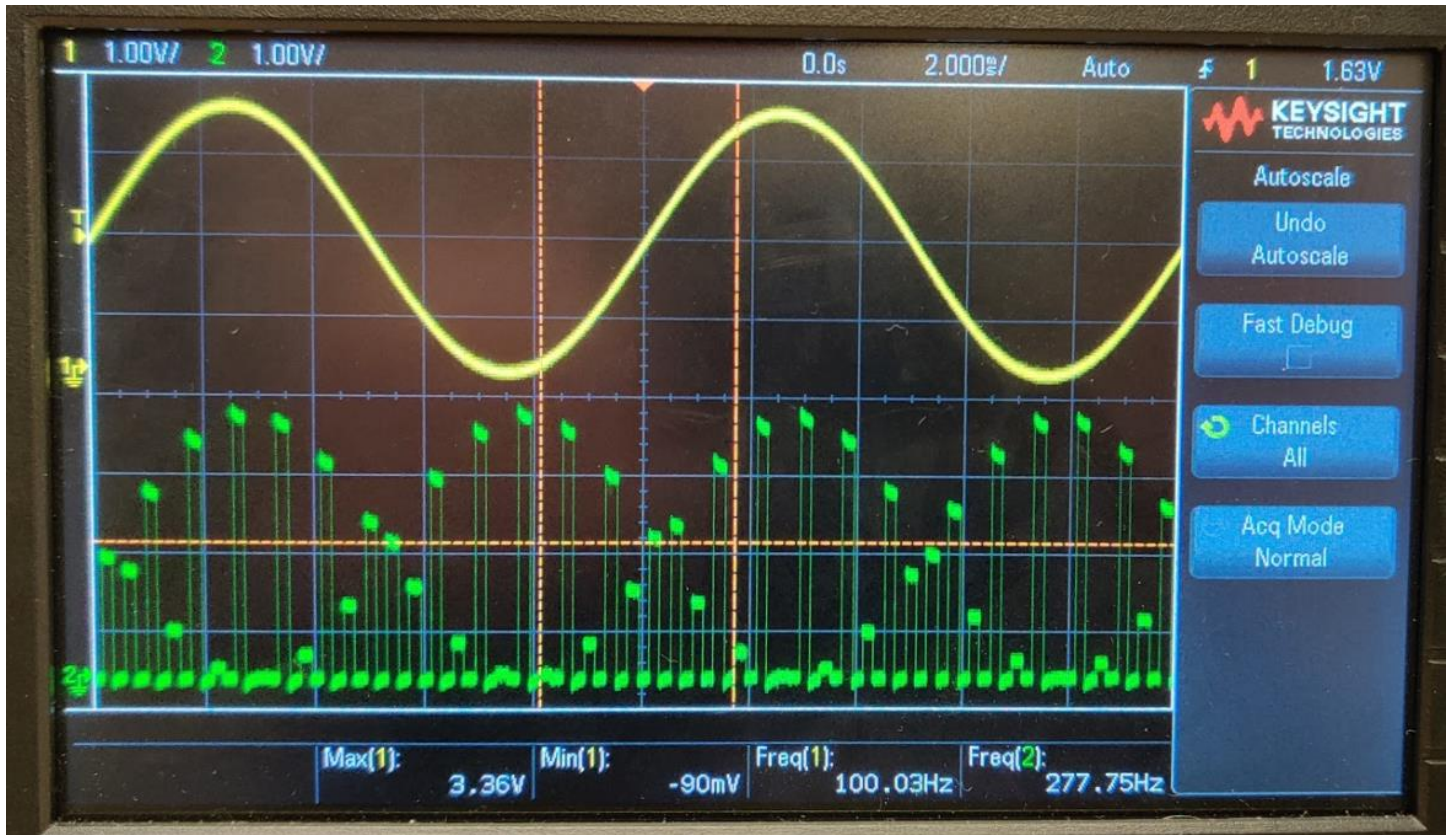 1 1.00V/ 2 1.00V/ 0.0s 2.000ms/ Auto 1 1.63V
KEYSIGHT
TECHNOLOGIES
Autoscale
Undo
Autoscale
Fast Debug
Channels
All
Acq Mode
Normal
T
1
2
Max(1): Min(1): Freq(1): Freq(2):
3.36V -90mV 100.03Hz 277.75Hz